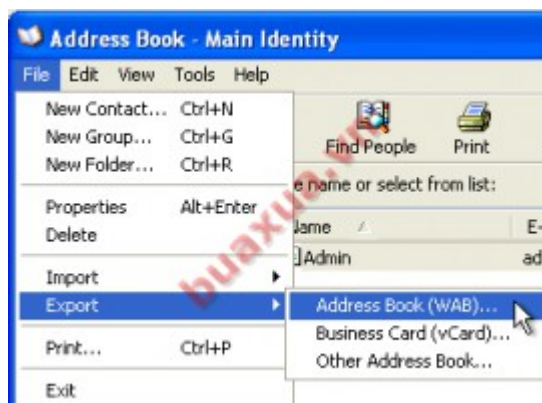 Address Book - Main Identity
File Edit View Tools Help
New Contact... Ctrl+N
New Group... Ctrl+G
New Folder... Ctrl+R
Properties Alt+Enter
Delete
Import
Export
Print... Ctrl+P
Exit
Find People Print
e name or select from list:
Name E-
Admin ad
Address Book (WAB)...
Business Card (vCard)...
Other Address Book...
buaxua.vn